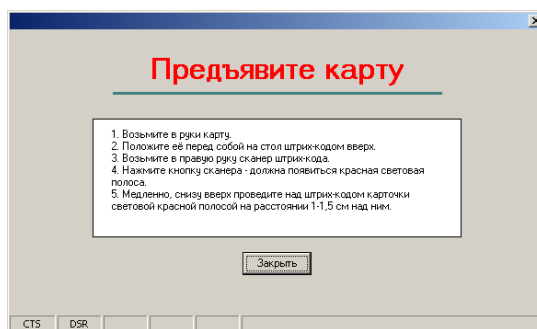 Предъявите карту
1. Возьмите в руки карту.
2. Положите её перед собой на стол штрих-кодом вверх.
3. Возьмите в правую руку сканер штрих-кода.
4. Нажмите кнопку сканера - должна появиться красная световая
полоса.
5. Медленно, снизу вверх проведите над штрих-кодом карточки
световой красной полосой на расстоянии 1-1,5 см над ним.
Закрыть
CTS DSR